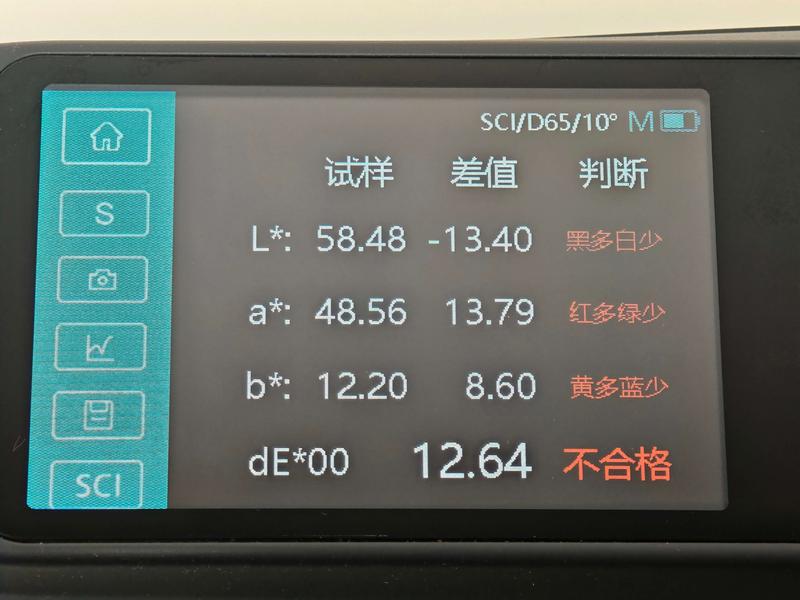 SCI/D65/10° M
试样 差值 判断
S
L*: 58.48 -13.40 黑多白少
a*: 48.56 13.79 红多绿少
b*: 12.20 8.60 黄多蓝少
dE*00 12.64 不合格
SCI